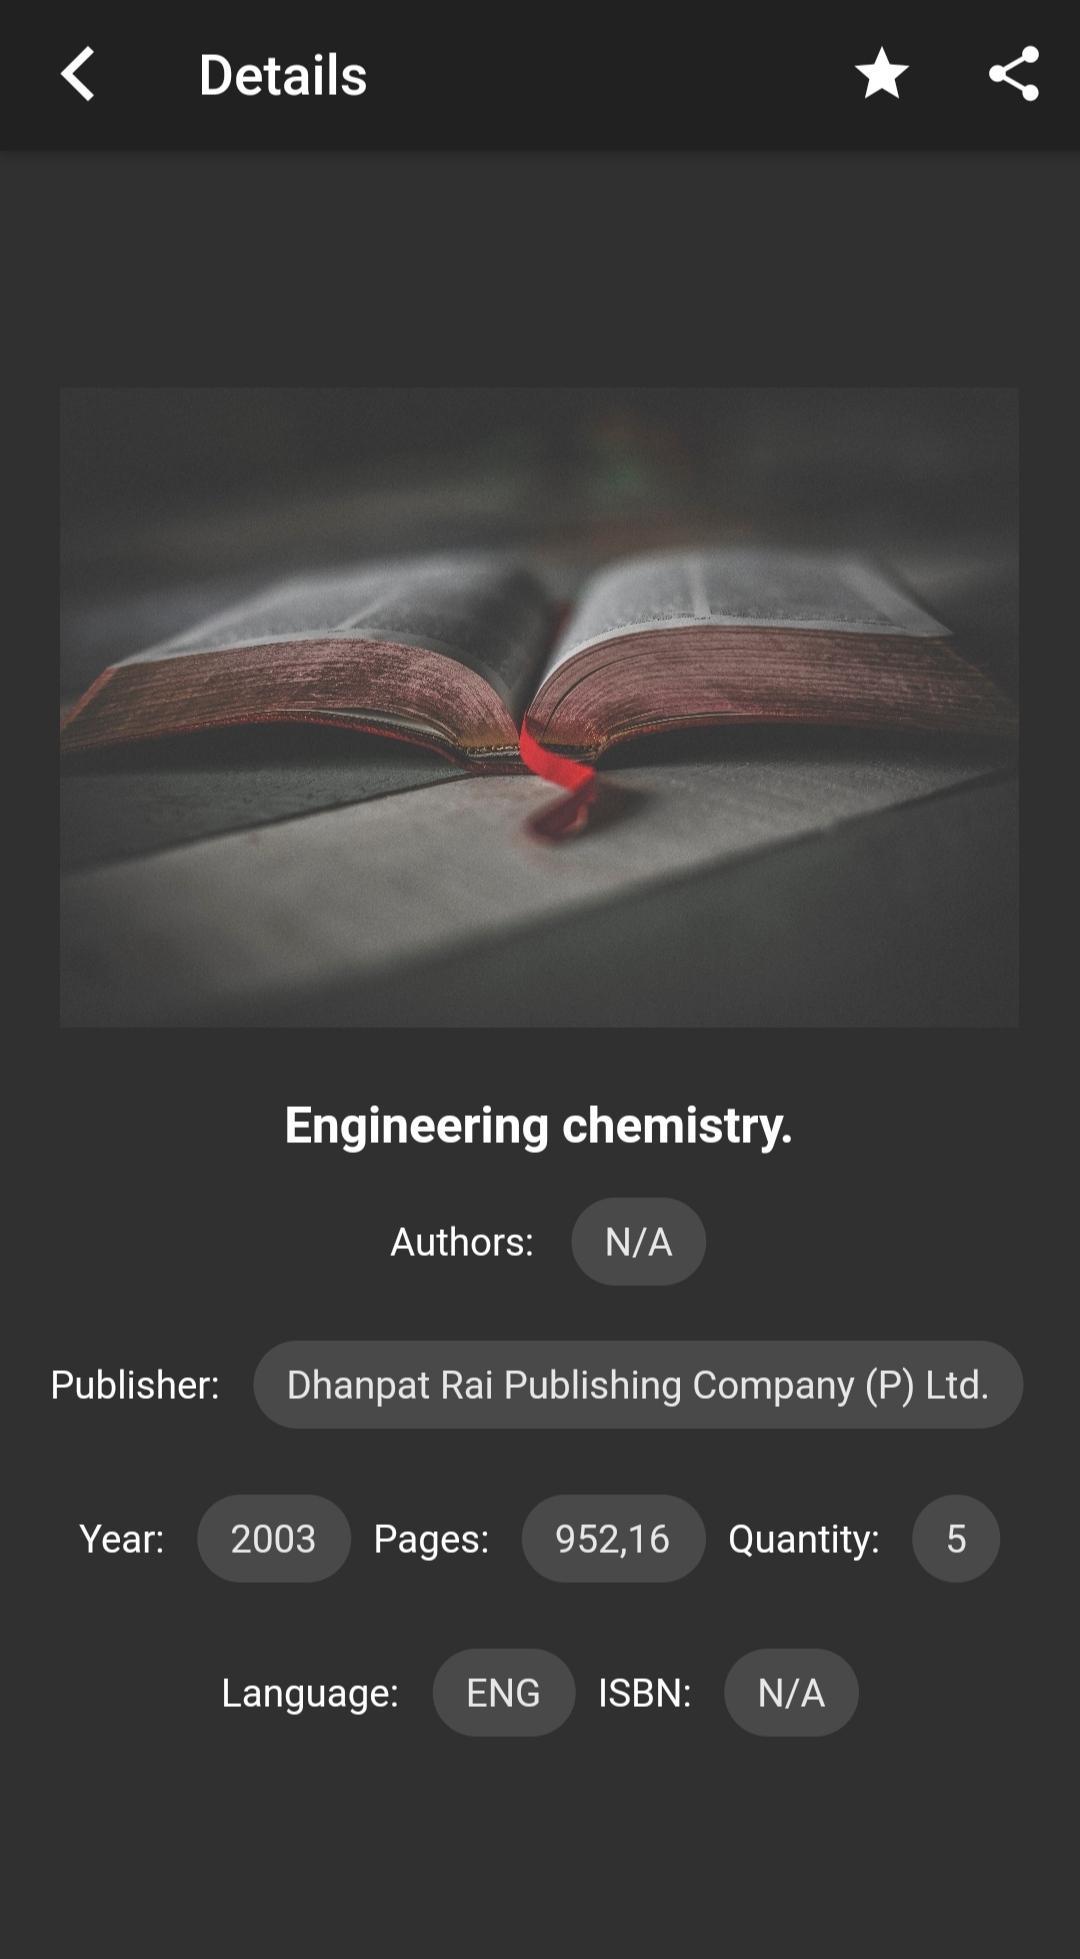 Details
Engineering chemistry.
Authors: N/A
Publisher: Dhanpat Rai Publishing Company (P) Ltd.
Year: 2003 Pages: 952,16 Quantity: 5
Language: ENG ISBN: N/A